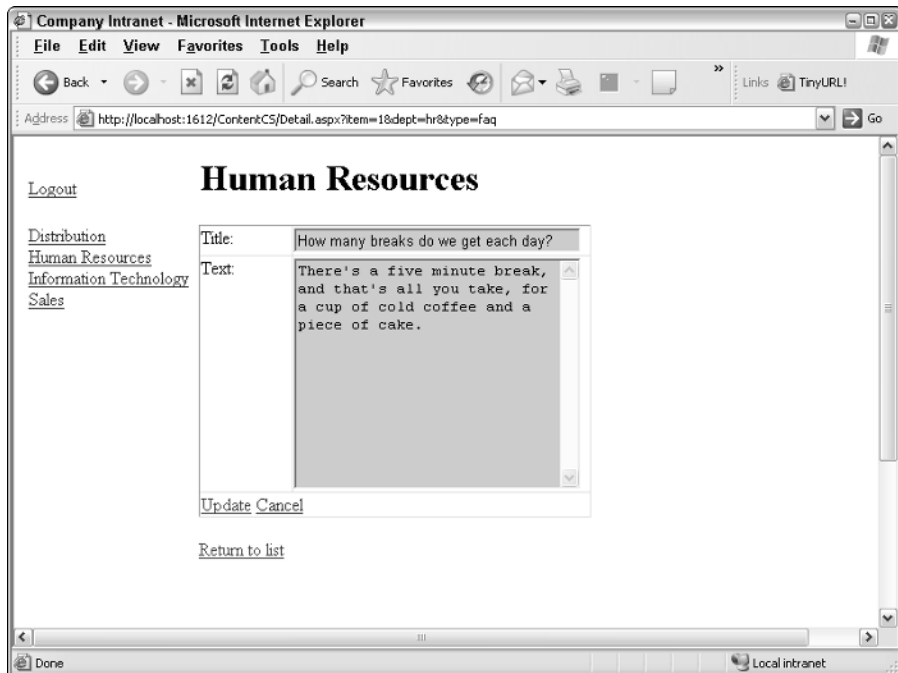 Company Intranet - Microsoft Internet Explorer
File Edit View Favorites Tools Help
Back Search Favorites » Links TinyURL!
Address http://localhost:1612/ContentCS/Detail.aspx?item=1&dept=hr&type=faq Go
Human Resources
Logout
Distribution
Human Resources
Information Technology
Sales
Title: How many breaks do we get each day?
Text: There's a five minute break,
and that's all you take, for
a cup of cold coffee and a
piece of cake.
Update Cancel
Return to list
Done Local intranet